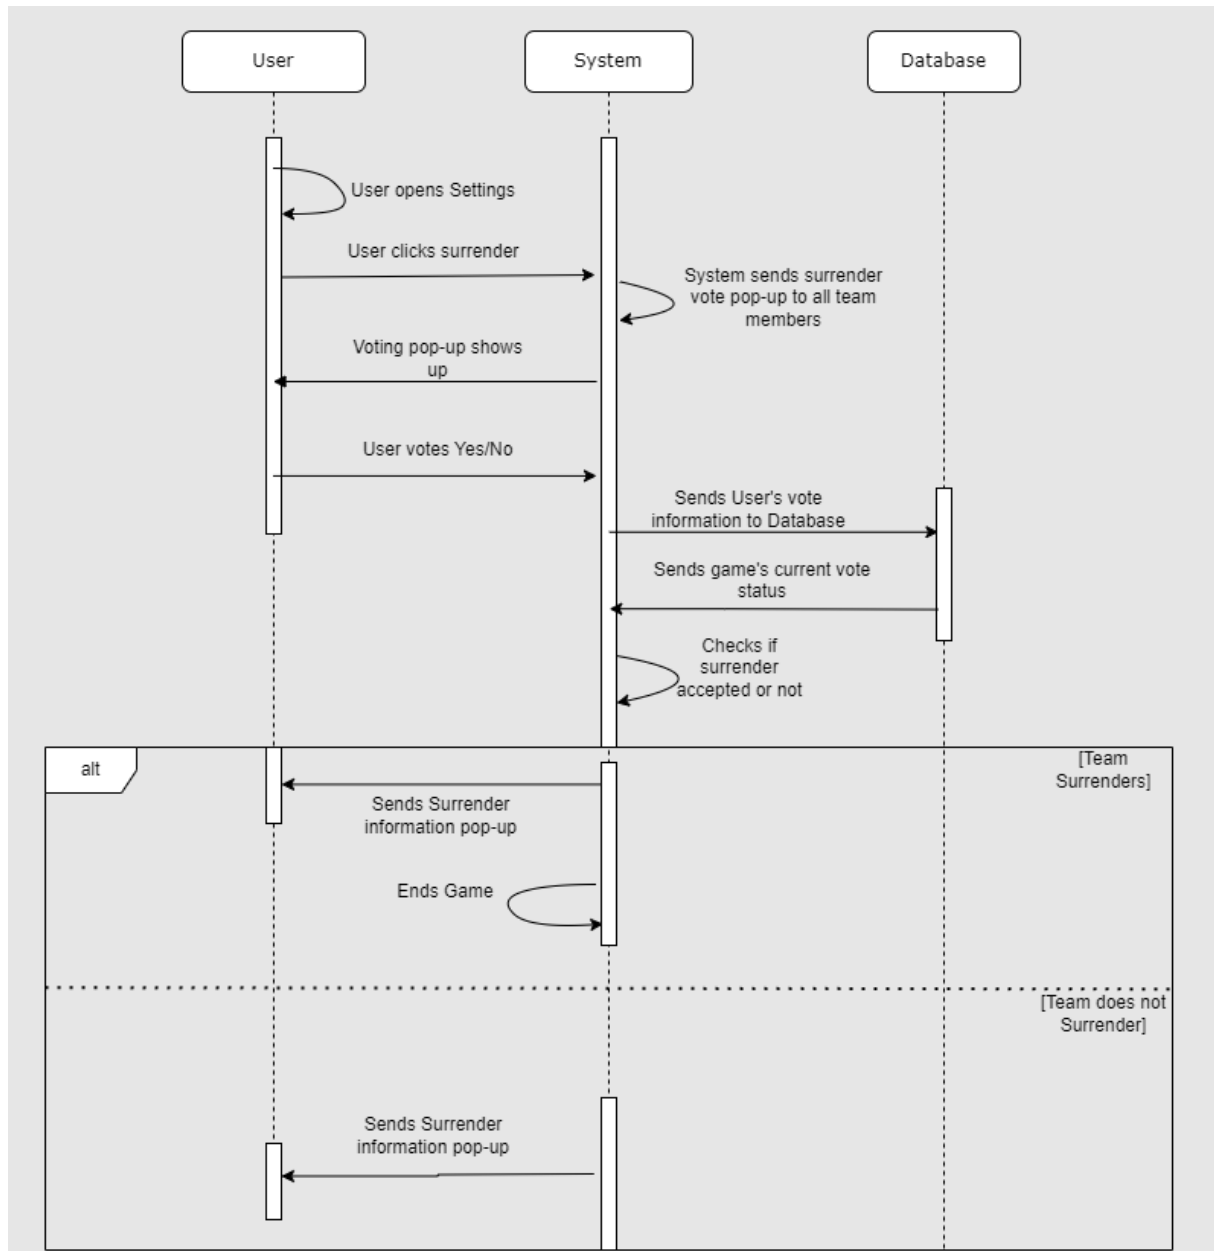 User
System
Database
User opens Settings
User clicks surrender
System sends surrender
vote pop-up to all team
members
Voting pop-up shows
up
User votes Yes/No
Sends User's vote
information to Database
Sends game's current vote
status
Checks if
surrender
accepted or not
alt
[Team
Surrenders]
Sends Surrender
information pop-up
Ends Game
[Team does not
Surrender]
Sends Surrender
information pop-up